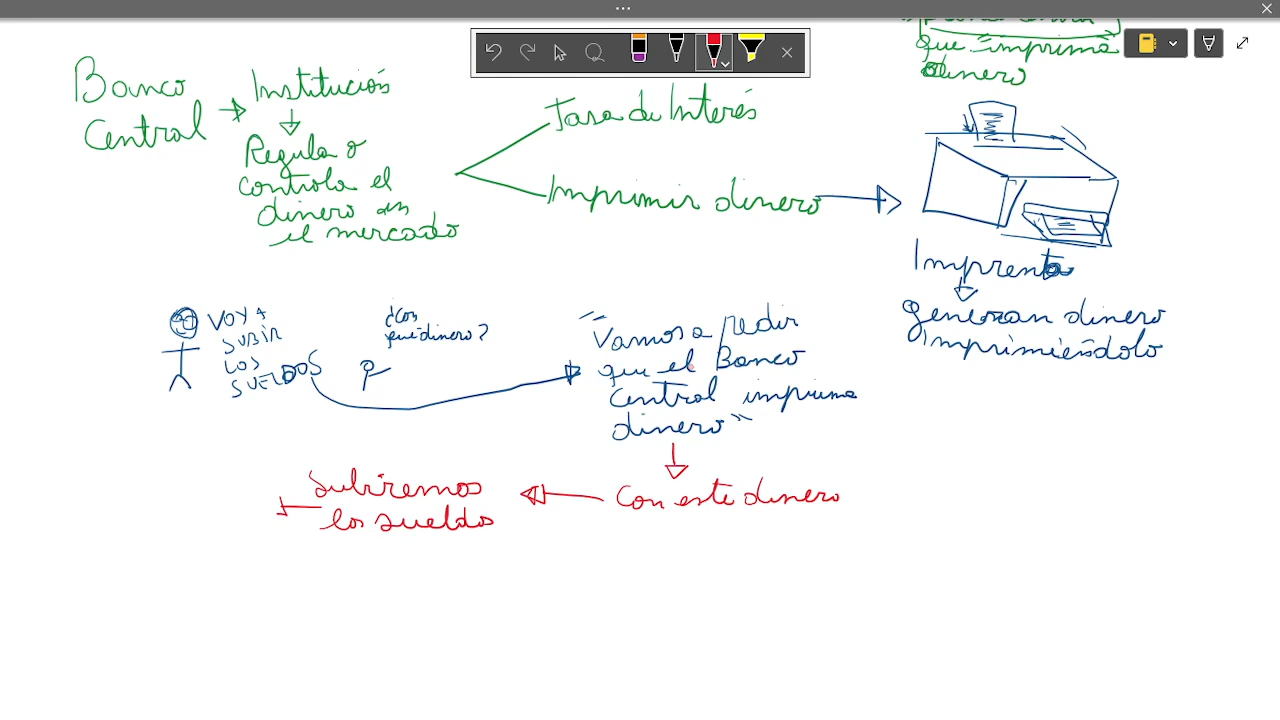 que "imprima
dinero
Banco
Central
Institución
Regula o
controla el
dinero en
el mercado
Tasa de Interés
Imprimir dinero
Imprenta
generan dinero
imprimiéndolo
VOY A
SUBIR
LOS
SUELDOS
¿Con
qué dinero?
"Vamos a pedir
que el Banco
Central imprima
dinero"
Con este dinero
Subiremos
los sueldo